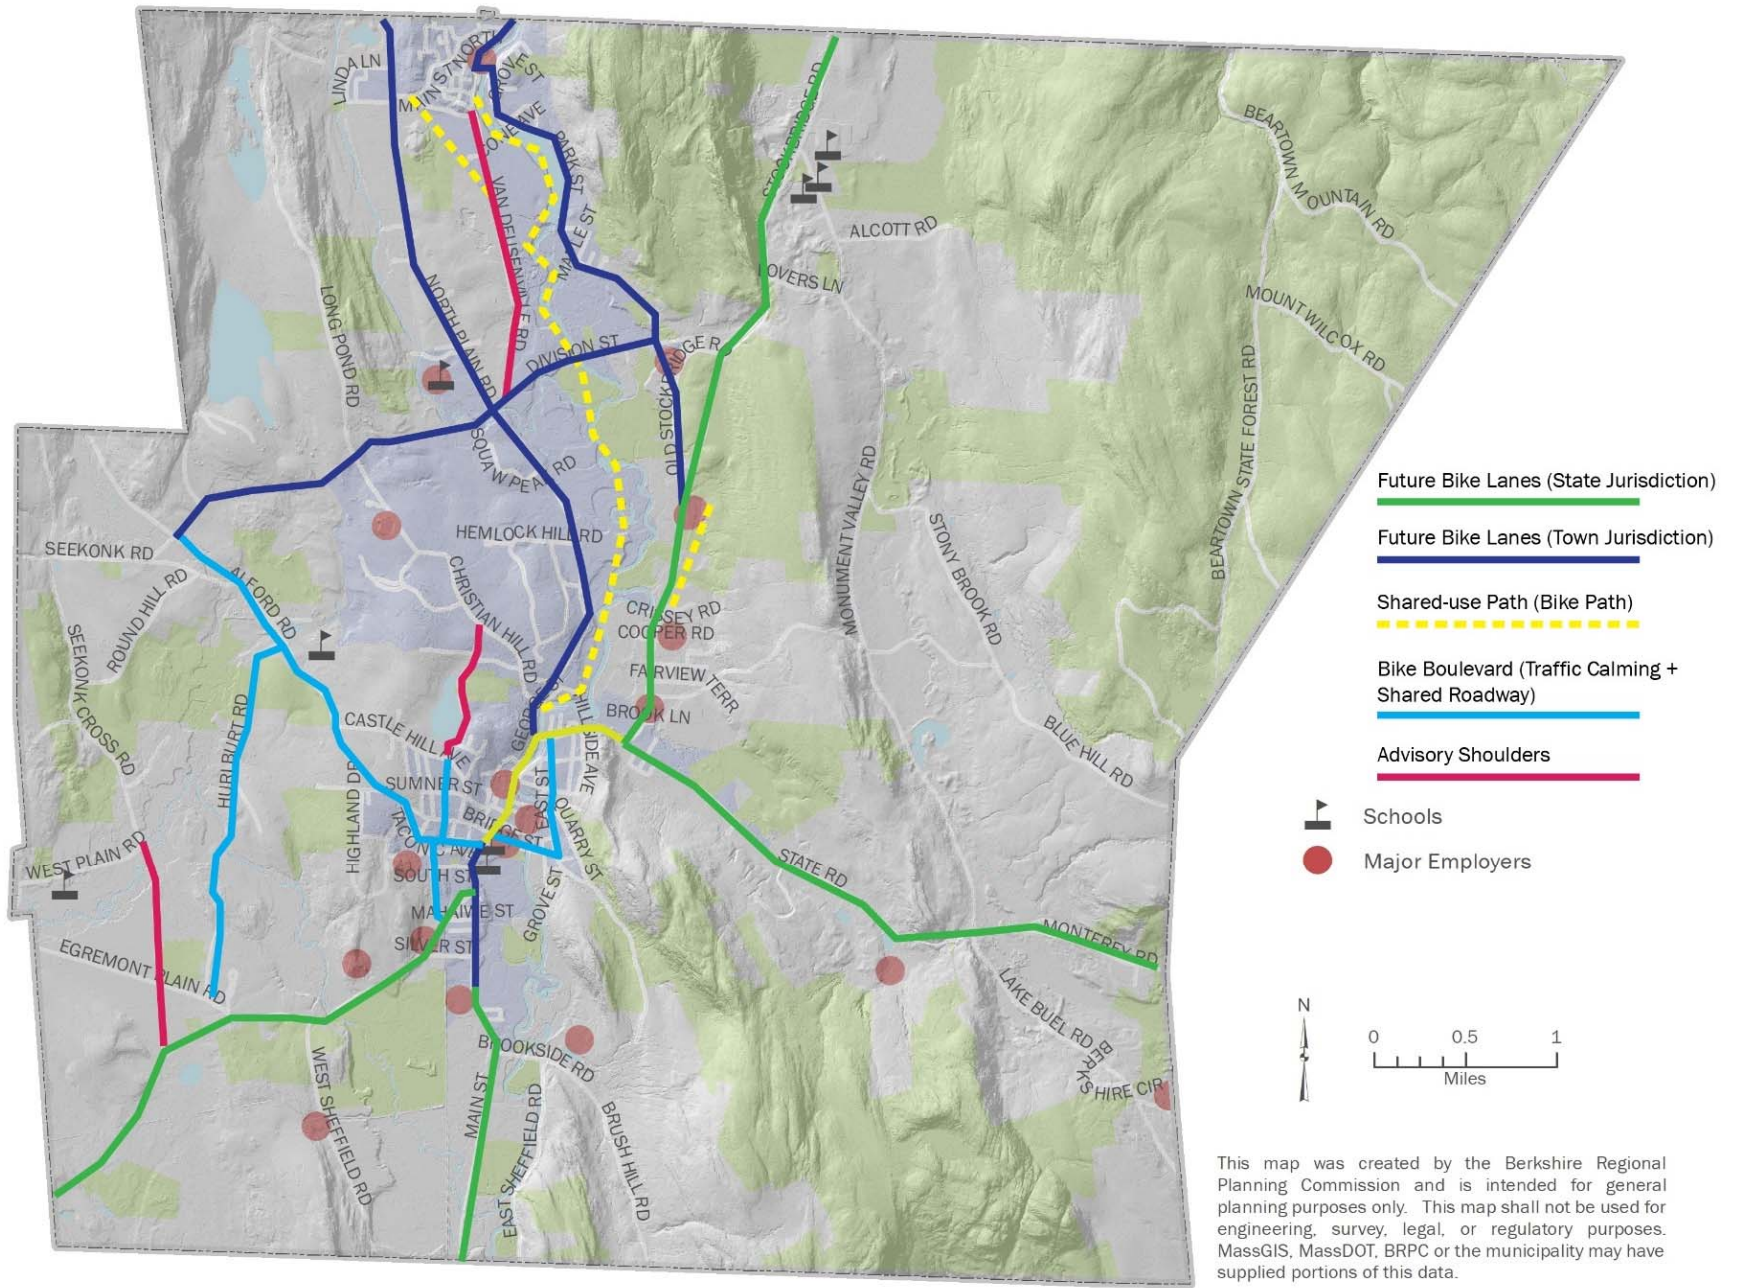 NORTH
LINDA LN
MAIN ST
GROVE ST
CONE AVE
PARK ST
STOCKBRIDGE RD
BEARTOWN MOUNTAIN RD
VAN DEUSENVILLE RD
MAPLE ST
ALCOTT RD
LOVERS LN
LONG POND RD
NORTH PLAIN RD
MOUNT WILCOX RD
DIVISION ST
OLD STOCKBRIDGE RD
BEARTOWN STATE FOREST RD
SQUAW PEAK RD
MONUMENT VALLEY RD
STONY BROOK RD
HEMLOCK HILL RD
SEEKONK RD
ROUND HILL RD
ALFORD RD
CHRISTIAN HILL RD
CRISSEY RD
COOPER RD
SEEKONK CROSS RD
FAIRVIEW TERR
BROOK LN
HURLBURT RD
CASTLE HILL AVE
HILLSIDE AVE
BLUE HILL RD
HIGHLAND DR
SUMNER ST
EAST ST
BRIDGE ST
QUARRY ST
TACONIC AVE
WEST PLAIN RD
STATE RD
SOUTH ST
MAHAIWE ST
GROVE ST
SILVER ST
MONTEREY RD
EGREMONT PLAIN RD
LAKE BUEL RD
BROOKSIDE RD
BERKSHIRE CIR
WEST SHEFFIELD RD
MAIN ST
EAST SHEFFIELD RD
BRUSH HILL RD
Future Bike Lanes (State Jurisdiction)
Future Bike Lanes (Town Jurisdiction)
Shared-use Path (Bike Path)
Bike Boulevard (Traffic Calming +
Shared Roadway)
Advisory Shoulders
Schools
Major Employers
N
0 0.5 1
Miles
This map was created by the Berkshire Regional
Planning Commission and is intended for general
planning purposes only. This map shall not be used for
engineering, survey, legal, or regulatory purposes.
MassGIS, MassDOT, BRPC or the municipality may have
supplied portions of this data.